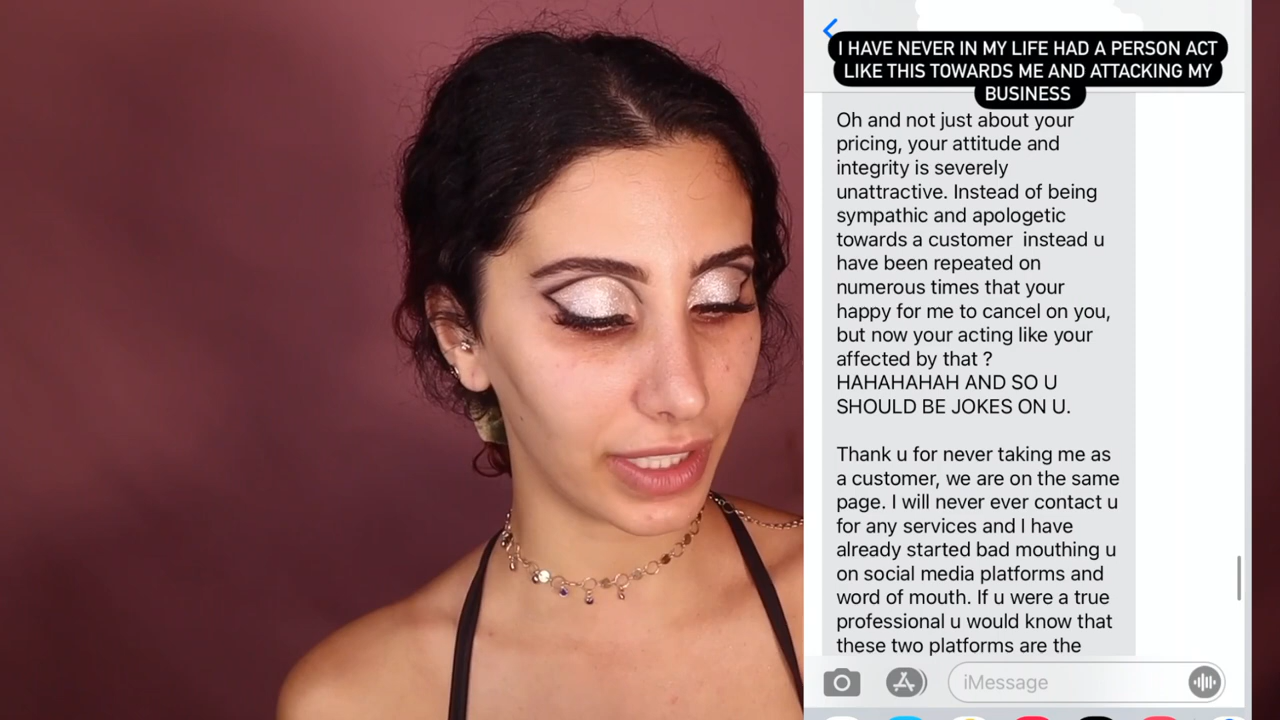 I HAVE NEVER IN MY LIFE HAD A PERSON ACT
LIKE THIS TOWARDS ME AND ATTACKING MY
BUSINESS
Oh and not just about your
pricing, your attitude and
integrity is severely
unattractive. Instead of being
sympathic and apologetic
towards a customer  instead u
have been repeated on
numerous times that your
happy for me to cancel on you,
but now your acting like your
affected by that ?
HAHAHAHAH AND SO U
SHOULD BE JOKES ON U.
Thank u for never taking me as
a customer, we are on the same
page. I will never ever contact u
for any services and I have
already started bad mouthing u
on social media platforms and
word of mouth. If u were a true
professional u would know that
these two platforms are the
iMessage